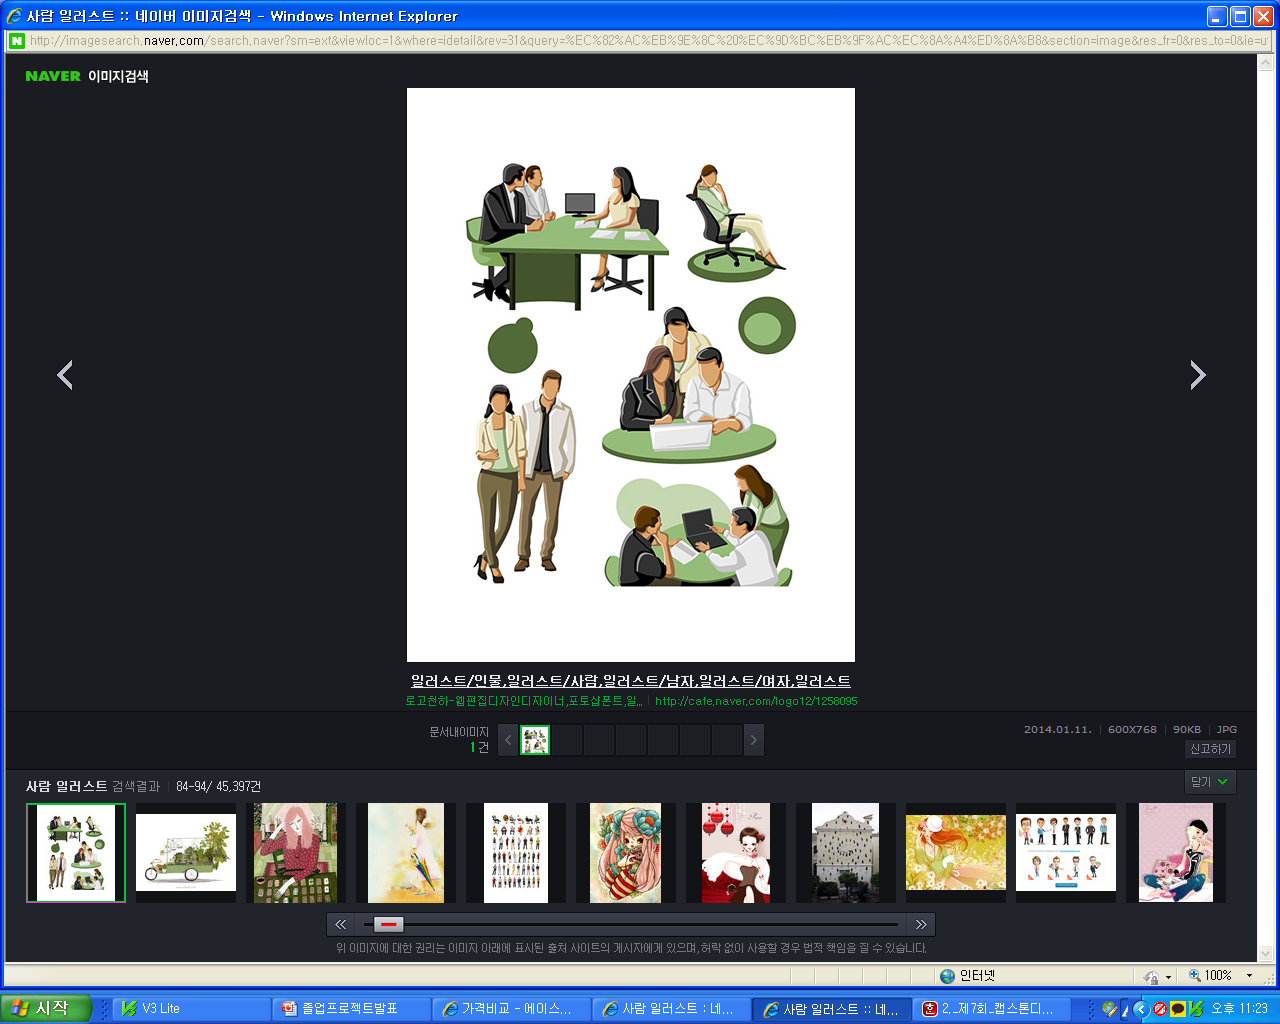 사람 일러스트 :: 네이버 이미지검색 - Windows Internet Explorer
http://imagesearch.naver.com/search.naver?sm=ext&viewloc=1&where=idetail&rev=31&query=%EC%82%AC%EB%9E%8C%20%EC%9D%BC%EB%9F%AC%EC%8A%A4%ED%8A%B8&section=image&res_fr=0&res_to=0&ie=u
NAVER 이미지검색
일러스트/인물,일러스트/사람,일러스트/남자,일러스트/여자,일러스트
로고천하-웹편집디자인디자이너,포토샵폰트,일... http://cafe.naver.com/logo12/1258095
문서내이미지
1 건
2014.01.11. 600X768 90KB JPG
신고하기
사람 일러스트 검색결과 84-94/ 45,397건
닫기
위 이미지에 대한 권리는 이미지 아래에 표시된 출처 사이트의 게시자에게 있으며, 허락 없이 사용할 경우 법적 책임을 질 수 있습니다.
인터넷 100%
시작 V3 Lite 졸업프로젝트발표 가격비교 - 에이스... 사람 일러스트 : 네... 사람 일러스트 :: 네... 2._제7회_캡스톤디... 오후 11:23